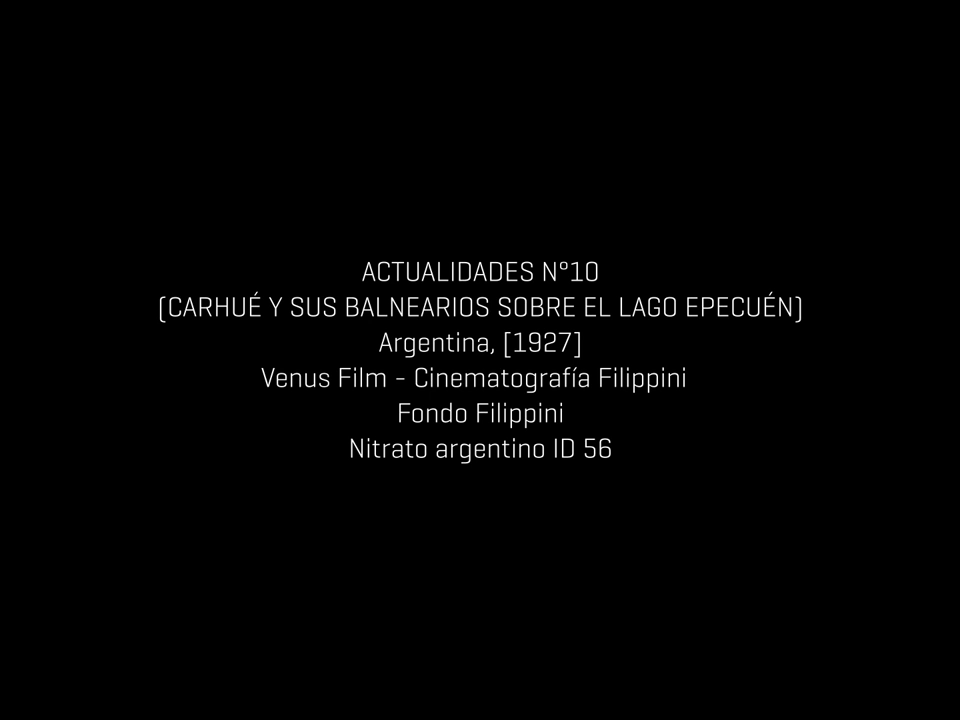 ACTUALIDADES N°10
(CARHUÉ Y SUS BALNEARIOS SOBRE EL LAGO EPECUÉN)
Argentina, [1927]
Venus Film - Cinematografía Filippini
Fondo Filippini
Nitrato argentino ID 56